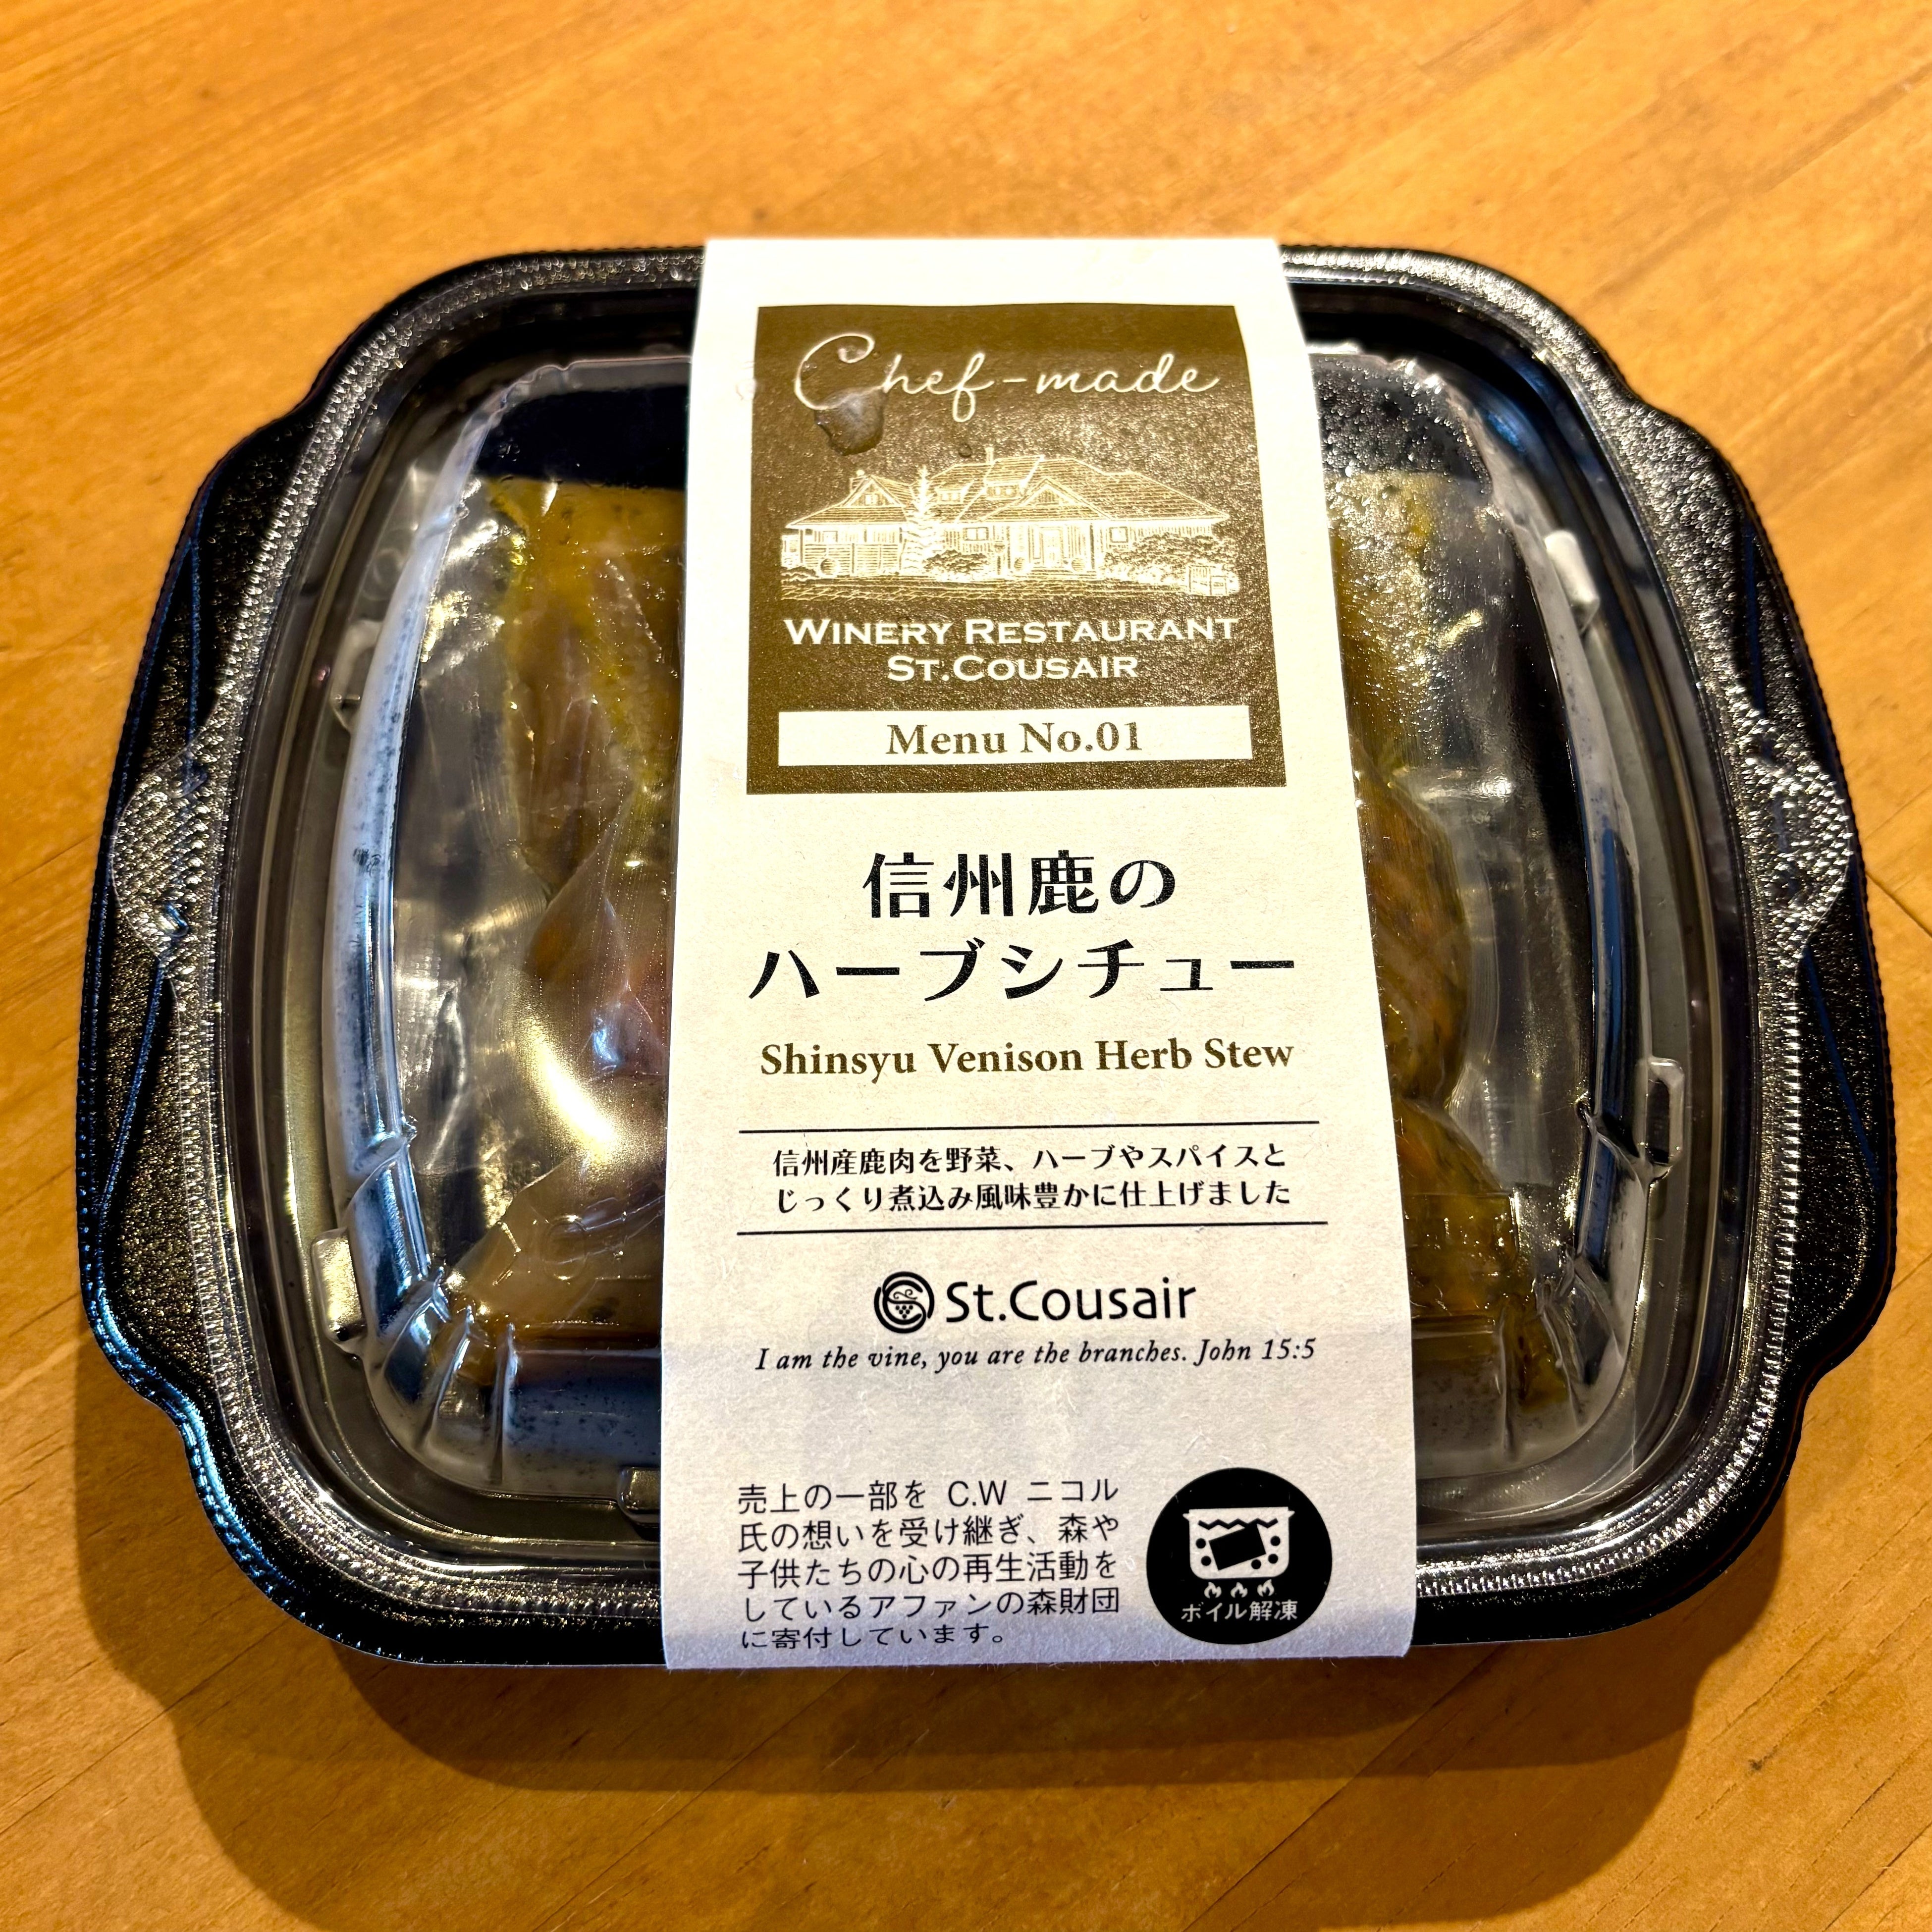 Chef-made
WINERY RESTAURANT
ST.COUSAIR
Menu No.01
信州鹿の
ハーブシチュー
Shinsyu Venison Herb Stew
信州産鹿肉を野菜、ハーブやスパイスと
じっくり煮込み風味豊かに仕上げました
St.Cousair
I am the vine, you are the branches. John 15:5
売上の一部を C.W ニコル
氏の想いを受け継ぎ、森や
子供たちの心の再生活動を
しているアファンの森財団
に寄付しています。
ボイル解凍